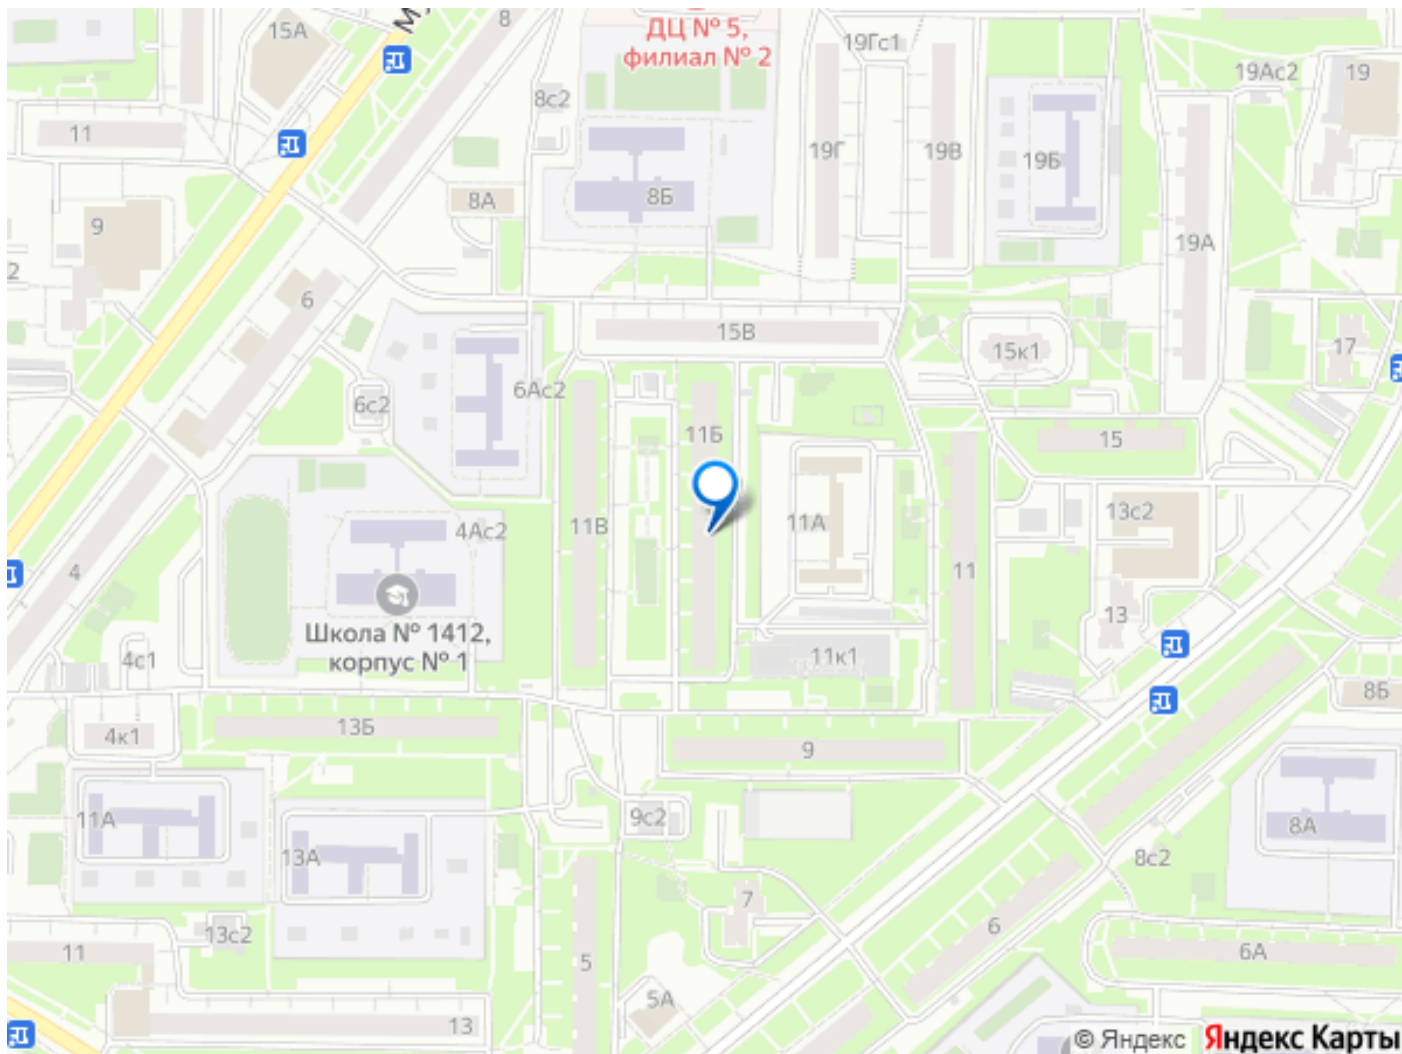 8
М
15А
ДЦ № 5,
филиал № 2
19Гс1
19Ас2
19
8с2
11
19Г
19В
19Б
8Б
8А
9
19А
2
6
15В
15к1
17
6Ас2
6с2
11Б
15
11В
4Ас2
11А
13с2
4
11
13
Школа № 1412,
корпус № 1
4с1
11к1
8Б
4к1
13Б
9
11А
9с2
8А
13А
8с2
7
6
13с2
11
5
6А
5А
13
© Яндекс Яндекс Карты